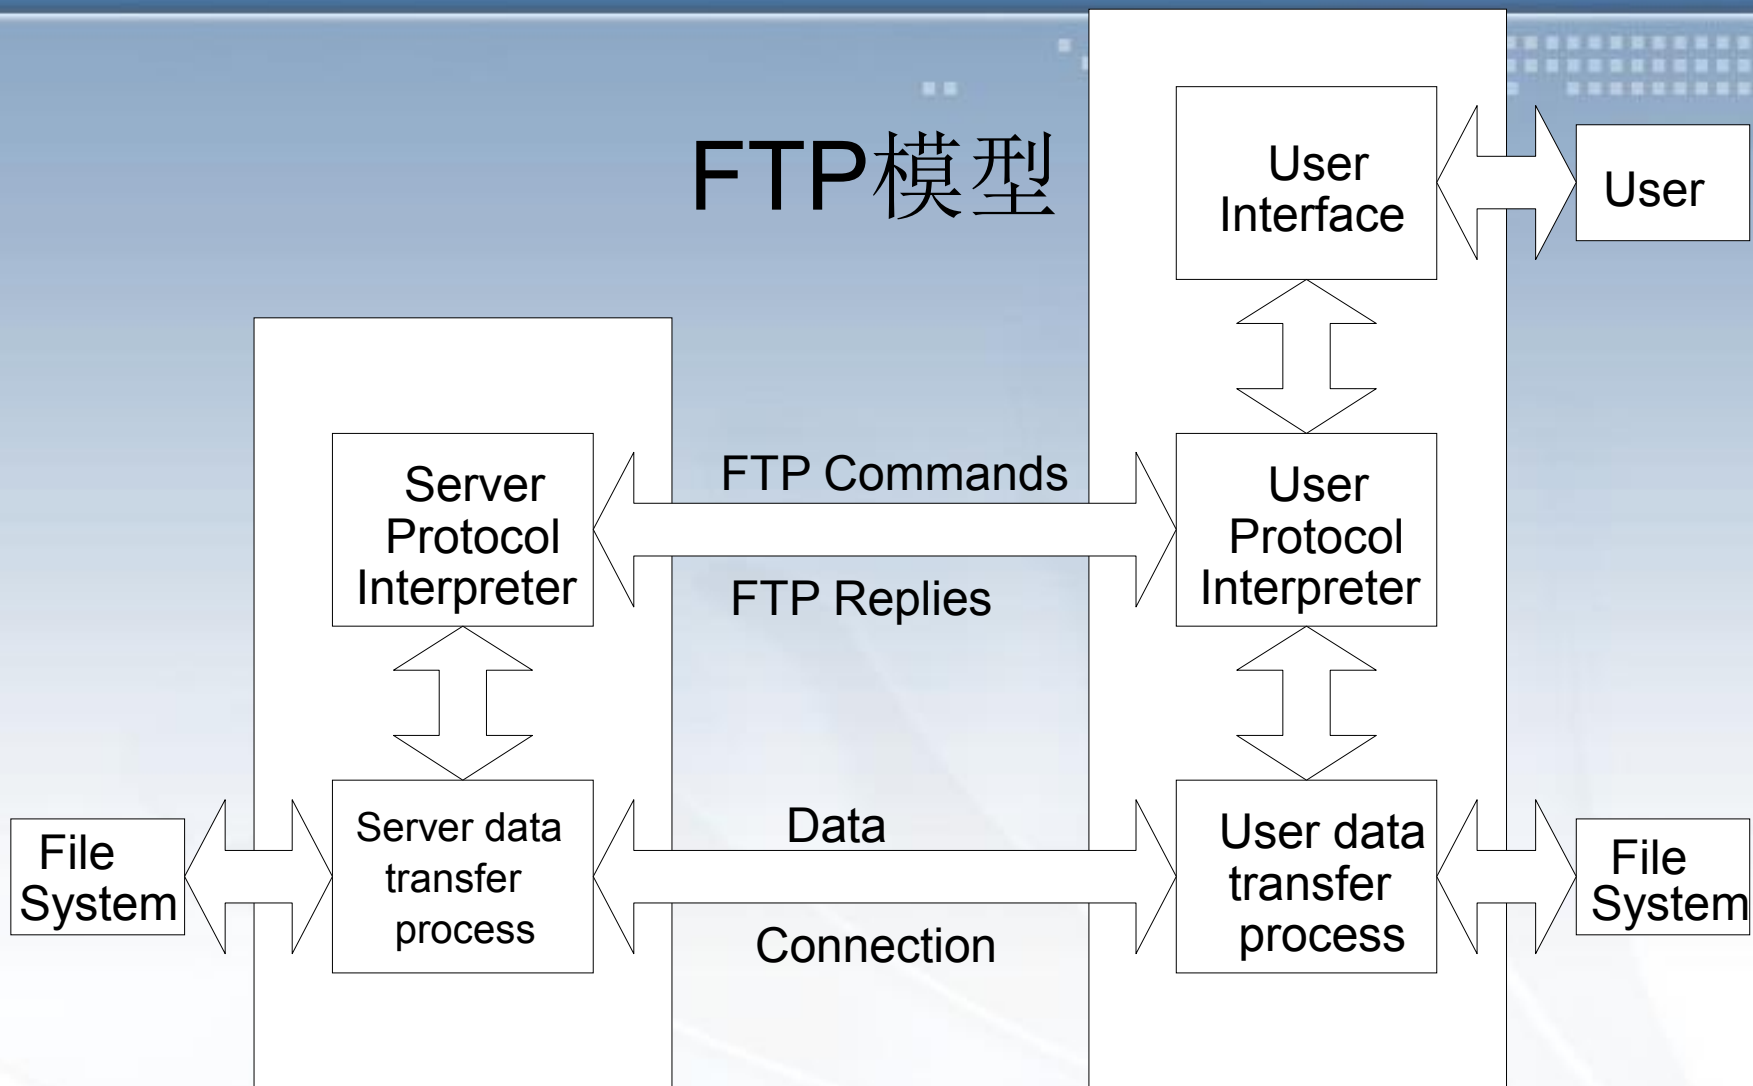 FTP模型
User
Interface
User
Server
Protocol
Interpreter
FTP Commands
FTP Replies
User
Protocol
Interpreter
File
System
Server data
transfer
process
Data
Connection
User data
transfer
process
File
System